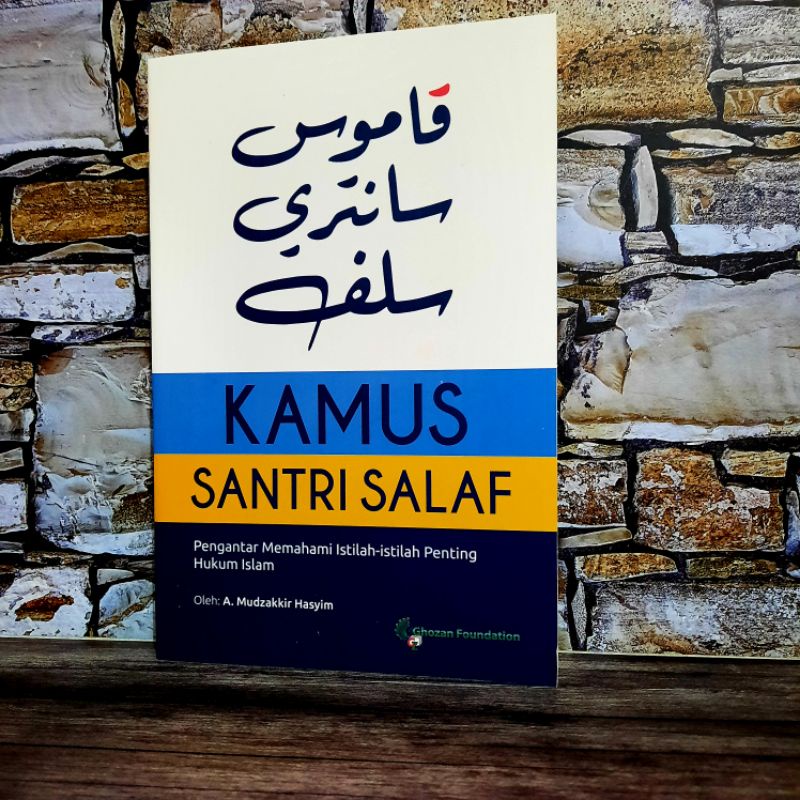 قاموس
سانتري
سلف
KAMUS
SANTRI SALAF
Pengantar Memahami Istilah-istilah Penting
Hukum Islam
Oleh: A. Mudzakkir Hasyim
Ghozan Foundation